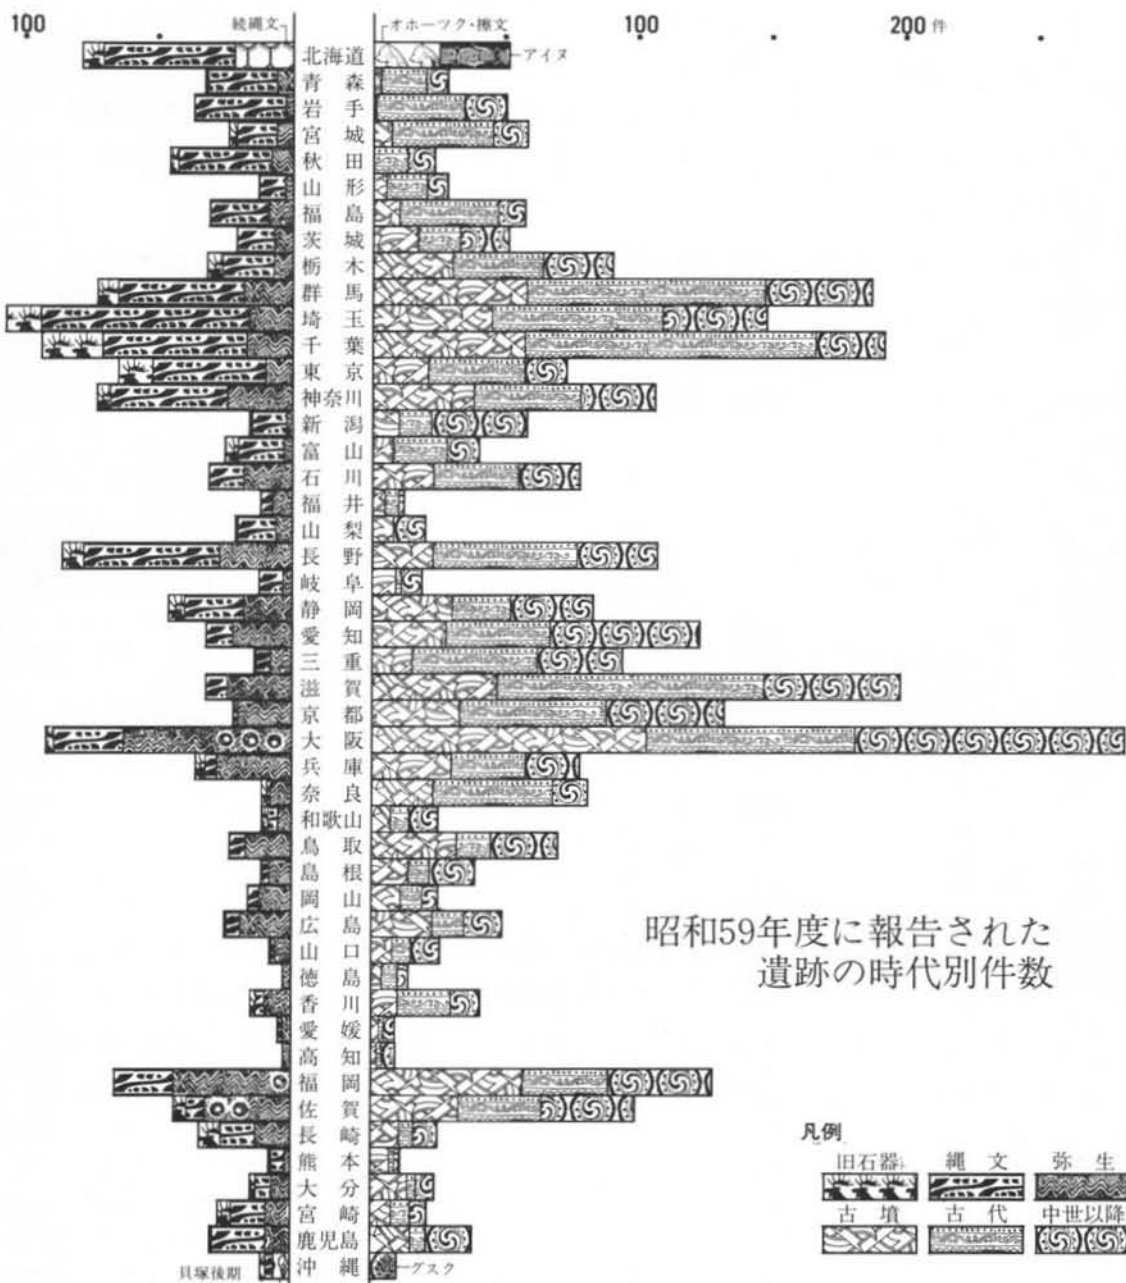 100
100
200件
続縄文
オホーツク・擦文
北海道
アイヌ
青森
岩手
宮城
秋田
山形
福島
茨城
栃木
群馬
埼玉
千葉
東京
神奈川
新潟
富山
石川
福井
山梨
長野
岐阜
静岡
愛知
三重
滋賀
京都
大阪
兵庫
奈良
和歌山
鳥取
島根
岡山
広島
山口
徳島
香川
愛媛
高知
福岡
佐賀
長崎
熊本
大分
宮崎
鹿児島
沖縄
貝塚後期
グスク
昭和59年度に報告された
遺跡の時代別件数
凡例
旧石器 縄文 弥生
古墳 古代 中世以降